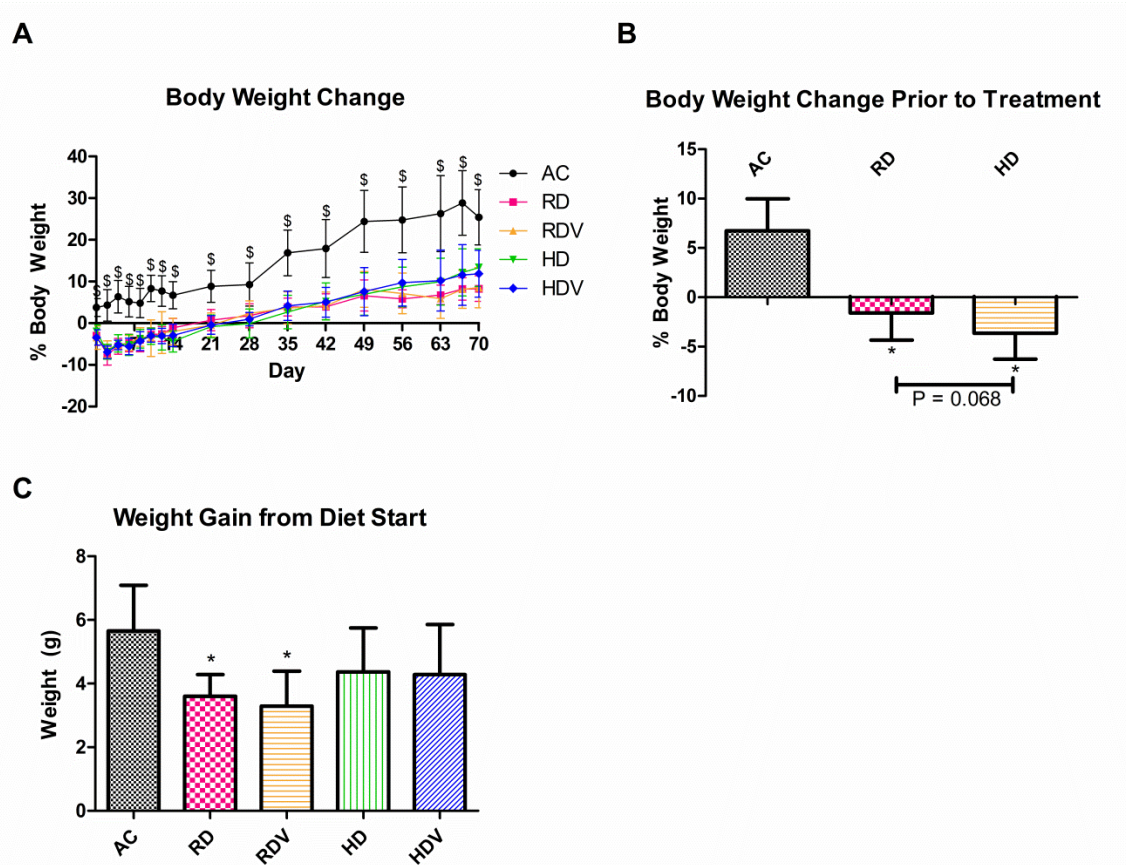 A
Body Weight Change
% Body Weight
40
30
20
10
0
-10
-20
$ $ $ $ $ $ $ $ $ $ $ $ $ $ $ $ $
14 21 28 35 42 49 56 63 70
Day
AC
RD
RDV
HD
HDV
B
Body Weight Change Prior to Treatment
% Body Weight
15
10
5
0
-5
-10
AC RD HD
* *
P = 0.068
C
Weight Gain from Diet Start
Weight (g)
8
6
4
2
0
* *
AC RD RDV HD HDV